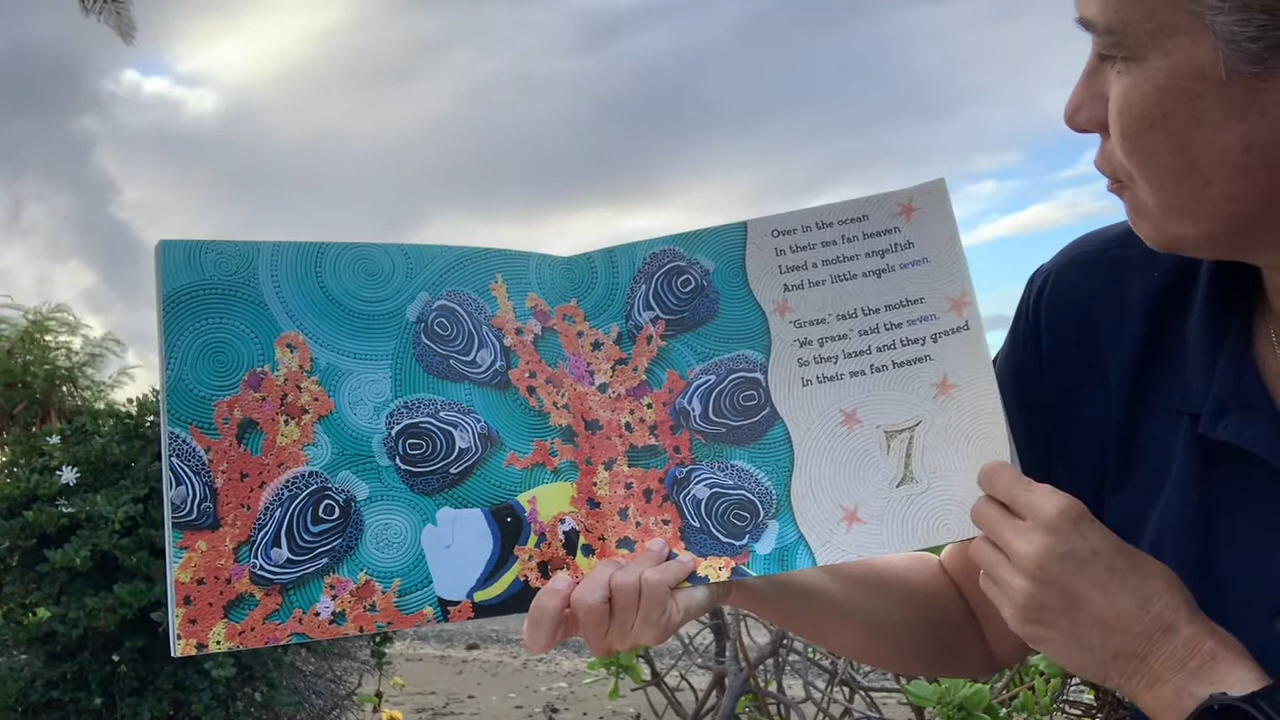 Over in the ocean
In their sea fan heaven
Lived a mother angelfish
And her little angels seven.
"Graze," said the mother.
"We graze," said the seven.
So they lazed and they grazed
In their sea fan heaven.
7